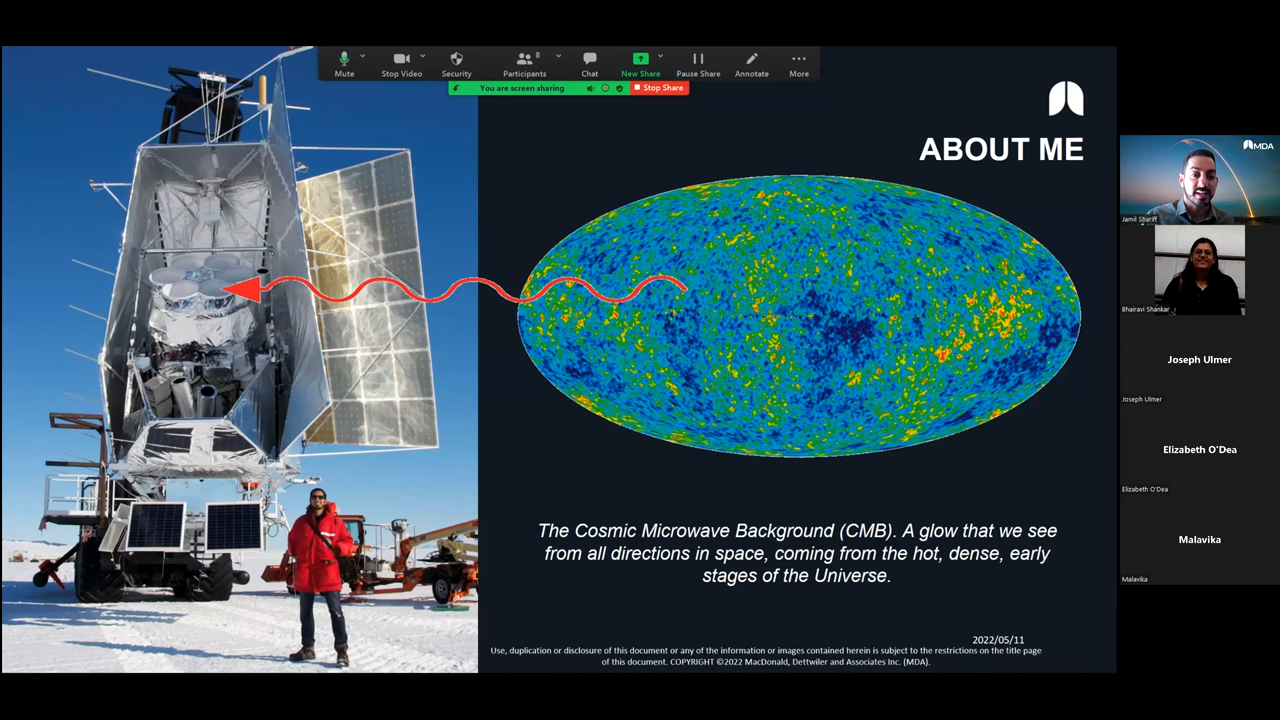 8
Mute
Stop Video
Security
Participants
Chat
New Share
Pause Share
Annotate
More
You are screen sharing
Stop Share
ABOUT ME
The Cosmic Microwave Background (CMB). A glow that we see
from all directions in space, coming from the hot, dense, early
stages of the Universe.
2022/05/11
Use, duplication or disclosure of this document or any of the information or images contained herein is subject to the restrictions on the title page
of this document. COPYRIGHT ©2022 MacDonald, Dettwiler and Associates Inc. (MDA).
MDA
Jamil Shariff
Bhairavi Shankar
Joseph Ulmer
Joseph Ulmer
Elizabeth O'Dea
Elizabeth O'Dea
Malavika
Malavika